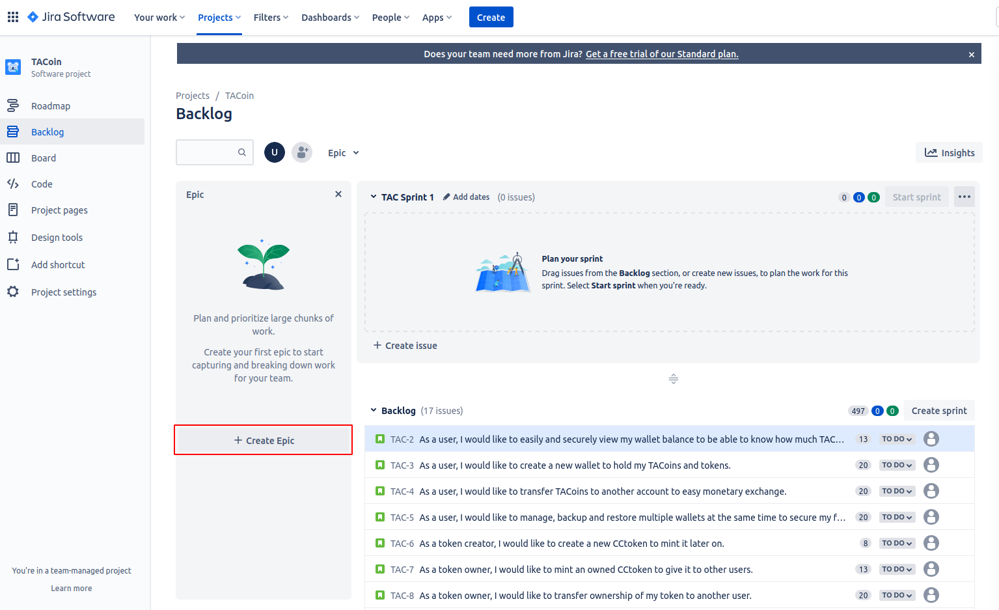 Jira Software
Your work
Projects
Filters
Dashboards
People
Apps
Create
TACoin
Software project
Roadmap
Backlog
Board
Code
Project pages
Design tools
Add shortcut
Project settings
You're in a team-managed project
Learn more
Does your team need more from Jira? Get a free trial of our Standard plan.
Projects / TACoin
Backlog
U
Epic
Insights
Epic
Plan and prioritize large chunks of
work.
Create your first epic to start
capturing and breaking down work
for your team.
+ Create Epic
TAC Sprint 1 Add dates (0 issues)
0 0 0 Start sprint
Plan your sprint
Drag issues from the Backlog section, or create new issues, to plan the work for this
sprint. Select Start sprint when you're ready.
+ Create issue
Backlog (17 issues)
497 0 0 Create sprint
TAC-2 As a user, I would like to easily and securely view my wallet balance to be able to know how much TAC... 13 TO DO
TAC-3 As a user, I would like to create a new wallet to hold my TACoins and tokens. 20 TO DO
TAC-4 As a user, I would like to transfer TACoins to another account to easy monetary exchange. 20 TO DO
TAC-5 As a user, I would like to manage, backup and restore multiple wallets at the same time to secure my f... 20 TO DO
TAC-6 As a token creator, I would like to create a new CCtoken to mint it later on. 8 TO DO
TAC-7 As a token owner, I would like to mint an owned CCtoken to give it to other users. 13 TO DO
TAC-8 As a token owner, I would like to transfer ownership of my token to another user. 20 TO DO